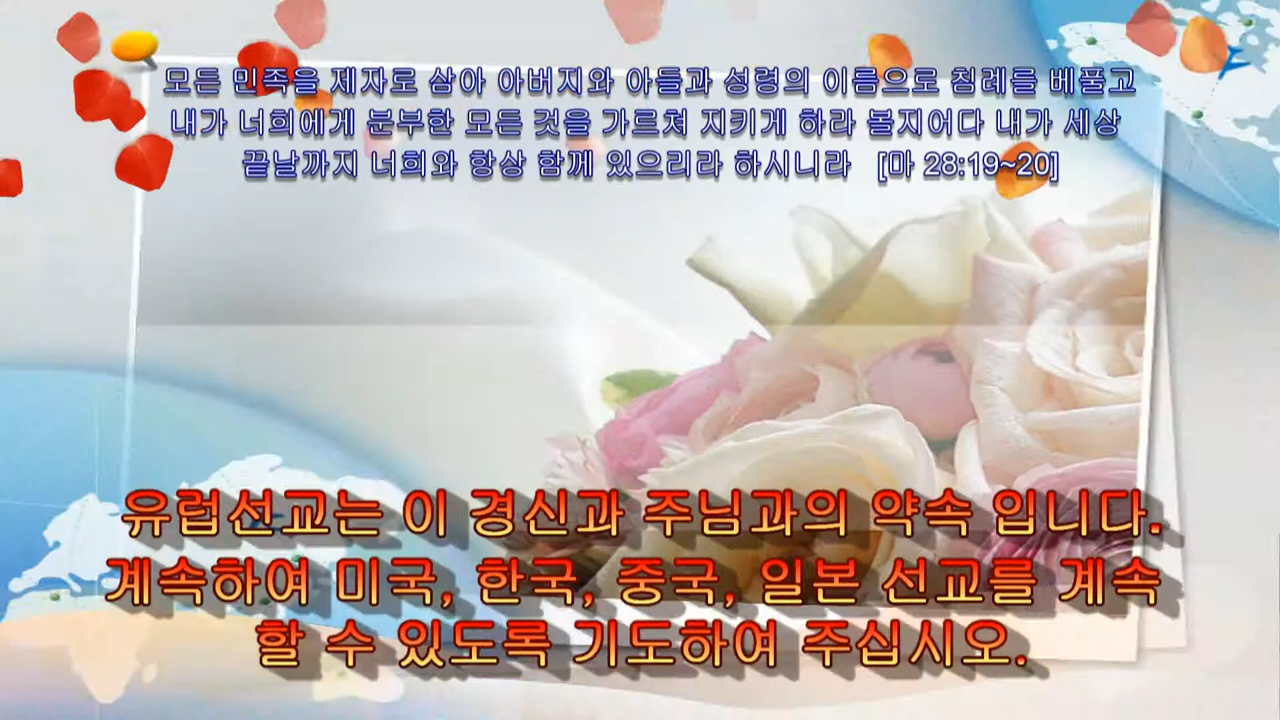 모든 민족을 제자로 삼아 아버지와 아들과 성령의 이름으로 침례를 베풀고
내가 너희에게 분부한 모든 것을 가르쳐 지키게 하라 볼지어다 내가 세상
끝날까지 너희와 항상 함께 있으리라 하시니라 [마 28:19~20]
유럽선교는 이 경신과 주님과의 약속 입니다.
계속하여 미국, 한국, 중국, 일본 선교를 계속
할 수 있도록 기도하여 주십시오.